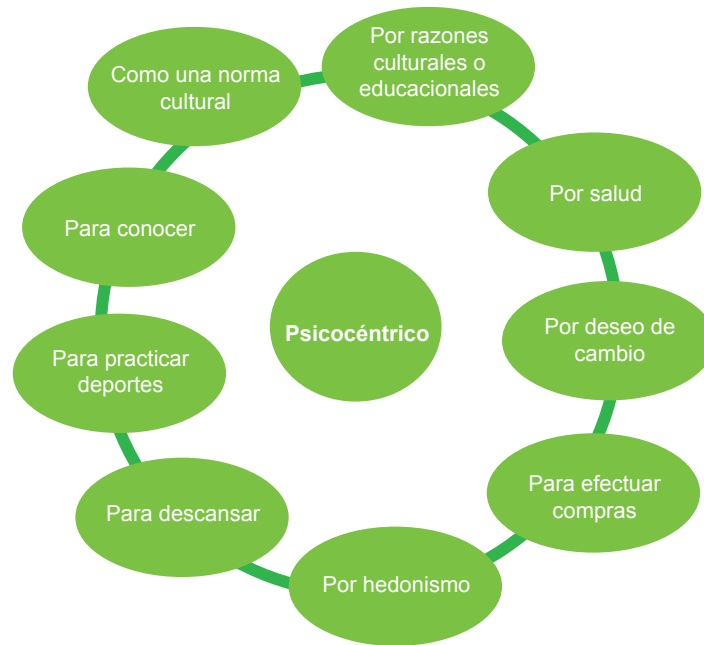 Por razones
culturales o
educacionales
Como una norma
cultural
Por salud
Para conocer
Psicocéntrico
Por deseo de
cambio
Para practicar
deportes
Para efectuar
compras
Para descansar
Por hedonismo